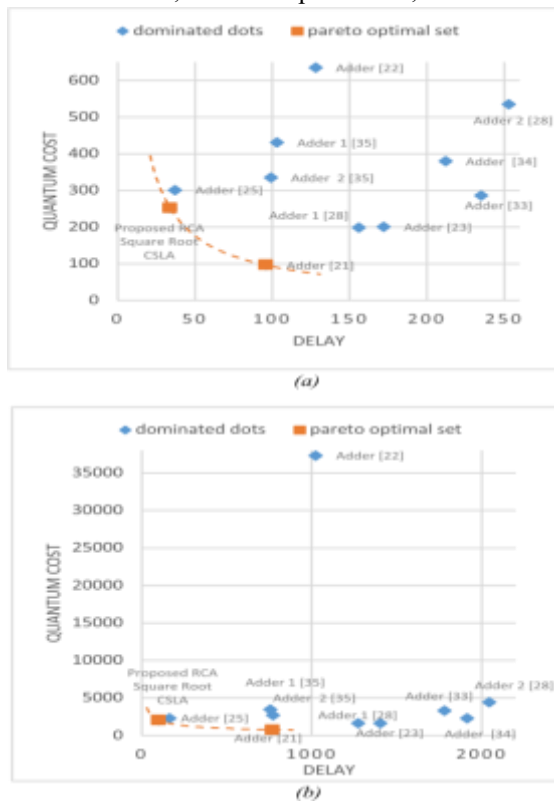 dominated dots pareto optimal set
600
500
400
300
200
100
0
QUANTUM COST
Adder [22]
Adder 2 [28]
Adder 1 [35]
Adder [34]
Adder 2 [35]
Adder [25]
Adder [33]
Adder 1 [28]
Adder [23]
Proposed RCA
Square Root
CSLA
Adder [21]
0 50 100 150 200 250
DELAY
(a)
dominated dots pareto optimal set
35000
30000
25000
20000
15000
10000
5000
0
QUANTUM COST
Adder [22]
Proposed RCA
Square Root
CSLA
Adder 1 [35]
Adder 2 [35]
Adder [33]
Adder 2 [28]
Adder [25]
Adder 1 [28]
Adder [21]
Adder [23]
Adder [34]
0 1000 2000
DELAY
(b)